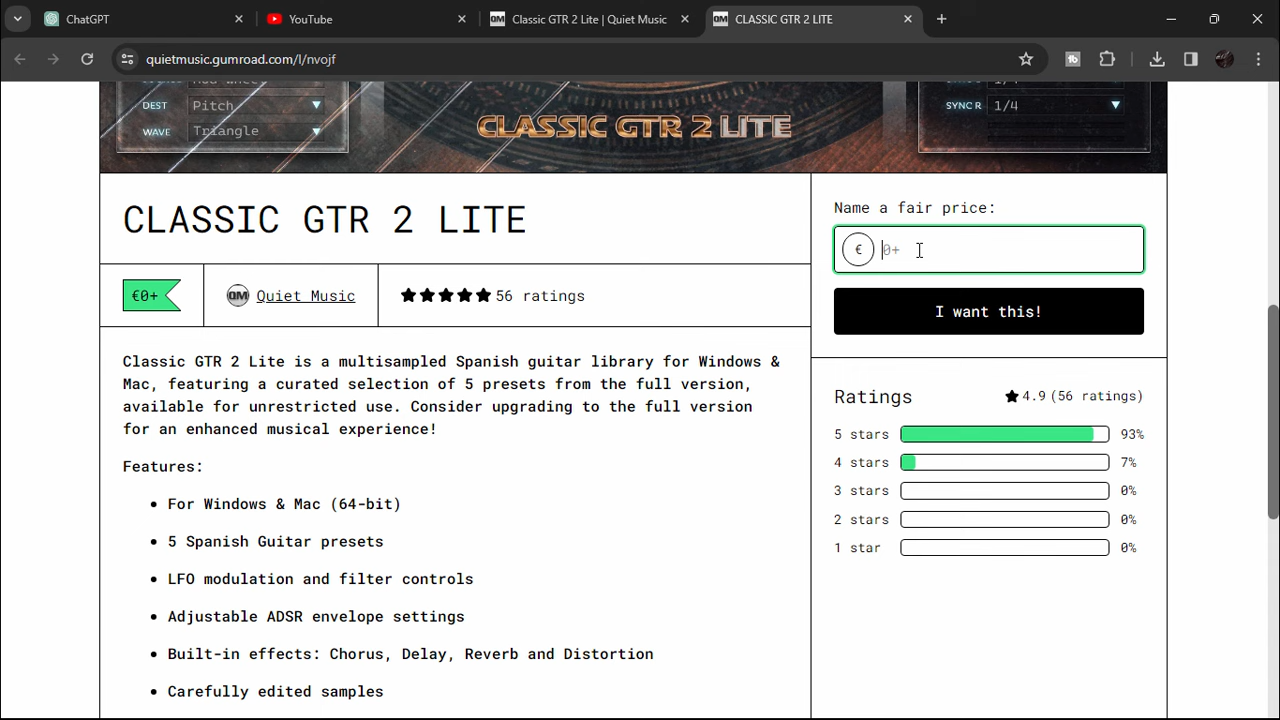 ChatGPT
YouTube
Classic GTR 2 Lite | Quiet Music
CLASSIC GTR 2 LITE
quietmusic.gumroad.com/l/nvojf
DEST Pitch
WAVE Triangle
CLASSIC GTR 2 LITE
SYNC R 1/4
CLASSIC GTR 2 LITE
€0+
QM Quiet Music
56 ratings
Classic GTR 2 Lite is a multisampled Spanish guitar library for Windows &
Mac, featuring a curated selection of 5 presets from the full version,
available for unrestricted use. Consider upgrading to the full version
for an enhanced musical experience!
Features:
• For Windows & Mac (64-bit)
• 5 Spanish Guitar presets
• LFO modulation and filter controls
• Adjustable ADSR envelope settings
• Built-in effects: Chorus, Delay, Reverb and Distortion
• Carefully edited samples
Name a fair price:
€ 0+
I want this!
Ratings ★ 4.9 (56 ratings)
5 stars 93%
4 stars 7%
3 stars 0%
2 stars 0%
1 star 0%